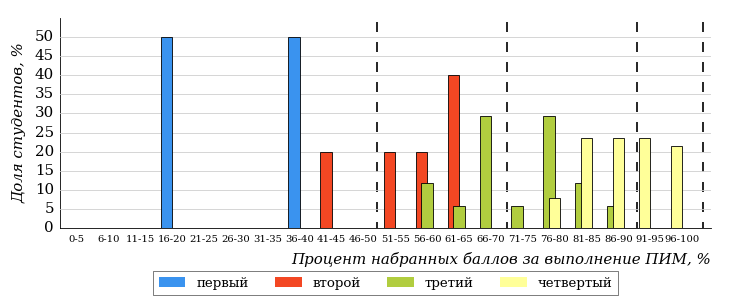 Доля студентов, %
50
45
40
35
30
25
20
15
10
5
0
0-5 6-10 11-15 16-20 21-25 26-30 31-35 36-40 41-45 46-50 51-55 56-60 61-65 66-70 71-75 76-80 81-85 86-90 91-95 96-100
Процент набранных баллов за выполнение ПИМ, %
первый второй третий четвертый